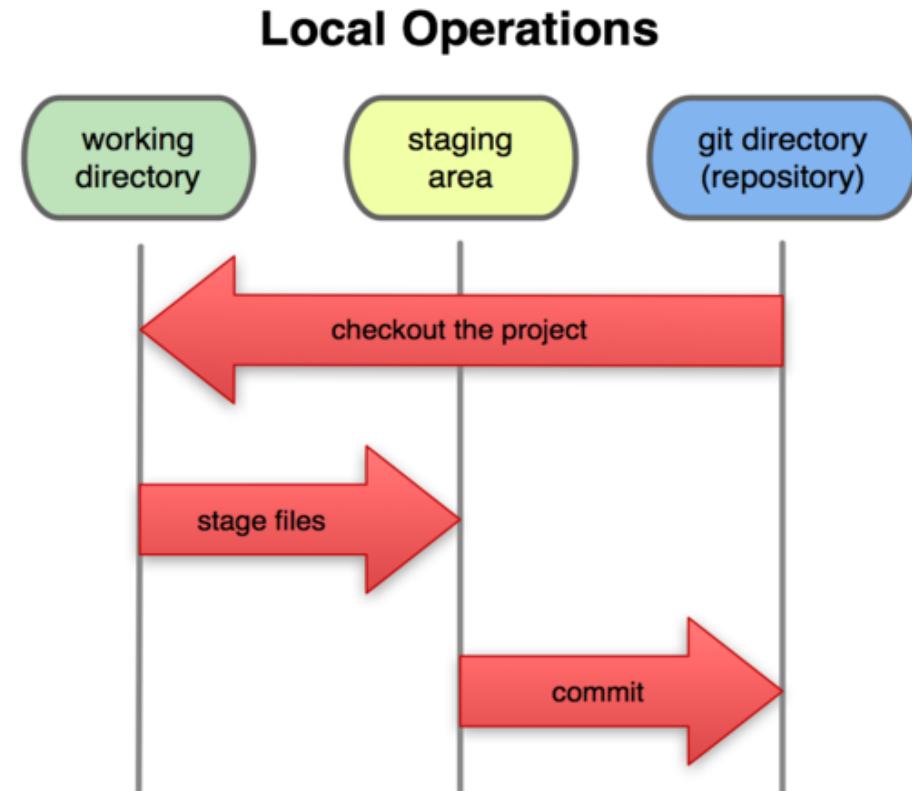 Local Operations
working
directory
staging
area
git directory
(repository)
checkout the project
stage files
commit